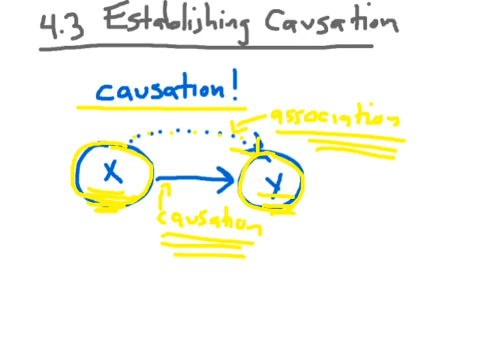 4.3 Establishing Causation
causation!
association
X
Y
causation